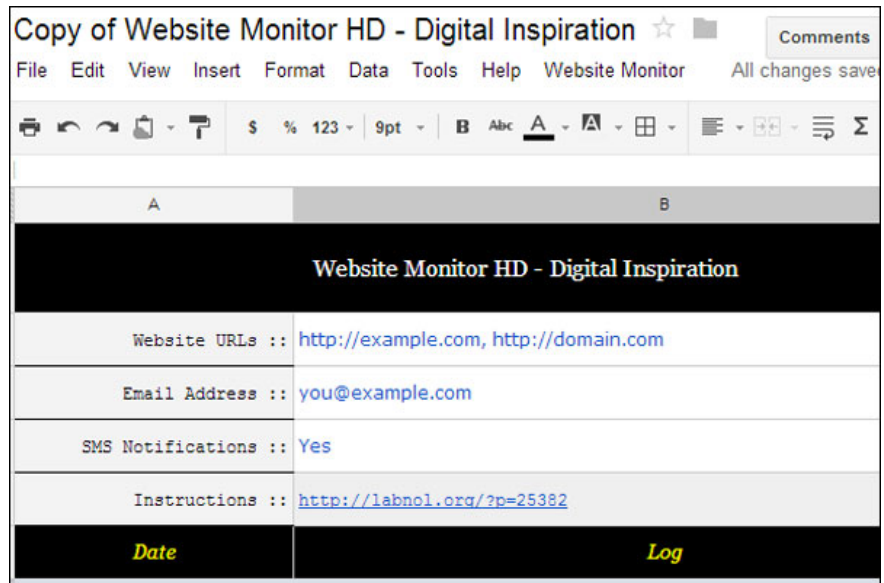 Copy of Website Monitor HD - Digital Inspiration
Comments
File Edit View Insert Format Data Tools Help Website Monitor All changes save
$ % 123 9pt B Abc A A Σ
A B
Website Monitor HD - Digital Inspiration
Website URLs :: http://example.com, http://domain.com
Email Address :: you@example.com
SMS Notifications :: Yes
Instructions :: http://labnol.org/?p=25382
Date Log